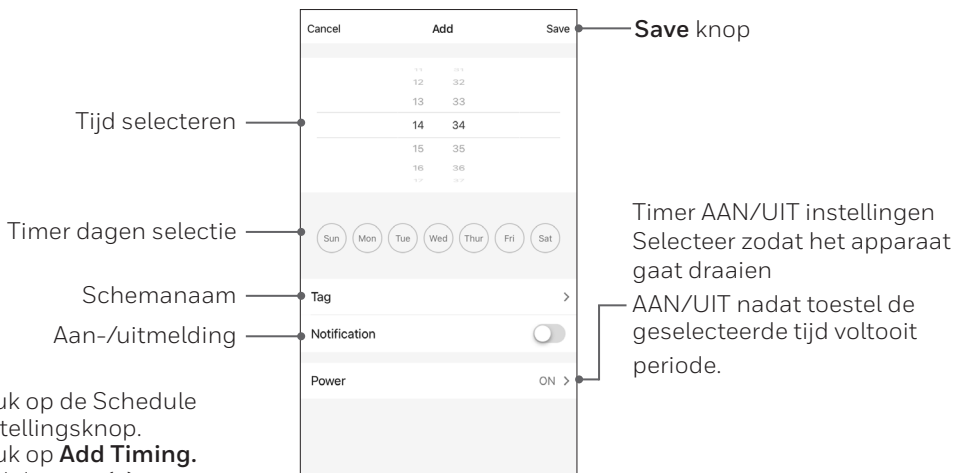 Cancel Add Save
Save knop
12 32
13 33
14 34
15 35
16 36
Tijd selecteren
Timer dagen selectie
Sun Mon Tue Wed Thur Fri Sat
Timer AAN/UIT instellingen
Selecteer zodat het apparaat
gaat draaien
AAN/UIT nadat toestel de
geselecteerde tijd voltooit
periode.
Schemanaam
Tag
Aan-/uitmelding
Notification
Power ON
uk op de Schedule
tellingsknop.
uk op Add Timing.